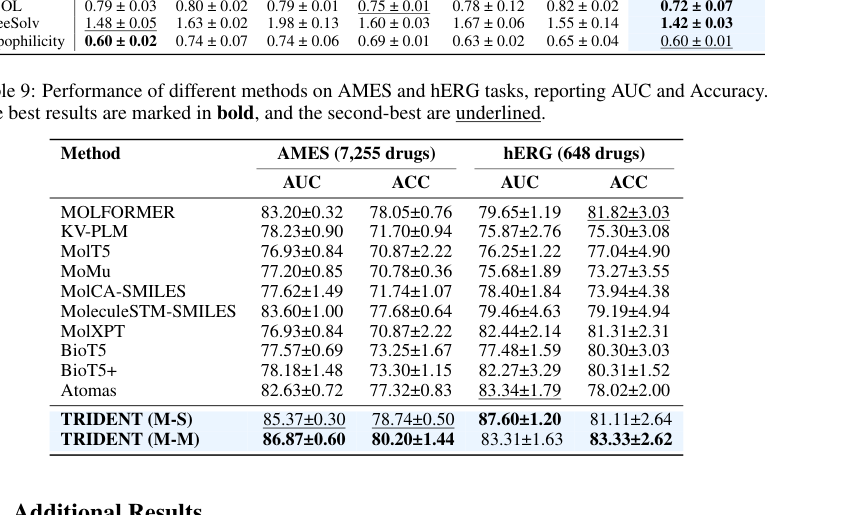 OL 0.79 ± 0.03 0.80 ± 0.02 0.79 ± 0.01 0.75 ± 0.01 0.78 ± 0.12 0.82 ± 0.02 0.72 ± 0.07
eeSolv 1.48 ± 0.05 1.63 ± 0.02 1.98 ± 0.13 1.60 ± 0.03 1.67 ± 0.06 1.55 ± 0.14 1.42 ± 0.03
pophilicity 0.60 ± 0.02 0.74 ± 0.07 0.74 ± 0.06 0.69 ± 0.01 0.63 ± 0.02 0.65 ± 0.04 0.60 ± 0.01
ble 9: Performance of different methods on AMES and hERG tasks, reporting AUC and Accuracy.
e best results are marked in bold, and the second-best are underlined.
Method AMES (7,255 drugs) hERG (648 drugs)
AUC ACC AUC ACC
MOLFORMER 83.20±0.32 78.05±0.76 79.65±1.19 81.82±3.03
KV-PLM 78.23±0.90 71.70±0.94 75.87±2.76 75.30±3.08
MolT5 76.93±0.84 70.87±2.22 76.25±1.22 77.04±4.90
MoMu 77.20±0.85 70.78±0.36 75.68±1.89 73.27±3.55
MolCA-SMILES 77.62±1.49 71.74±1.07 78.40±1.84 73.94±4.38
MoleculeSTM-SMILES 83.60±1.00 77.68±0.64 79.46±4.63 79.19±4.94
MolXPT 76.93±0.84 70.87±2.22 82.44±2.14 81.31±2.31
BioT5 77.57±0.69 73.25±1.67 77.48±1.59 80.30±3.03
BioT5+ 78.18±1.48 73.30±1.15 82.27±3.29 80.31±1.52
Atomas 82.63±0.72 77.32±0.83 83.34±1.79 78.02±2.00
TRIDENT (M-S) 85.37±0.30 78.74±0.50 87.60±1.20 81.11±2.64
TRIDENT (M-M) 86.87±0.60 80.20±1.44 83.31±1.63 83.33±2.62
Additional Results